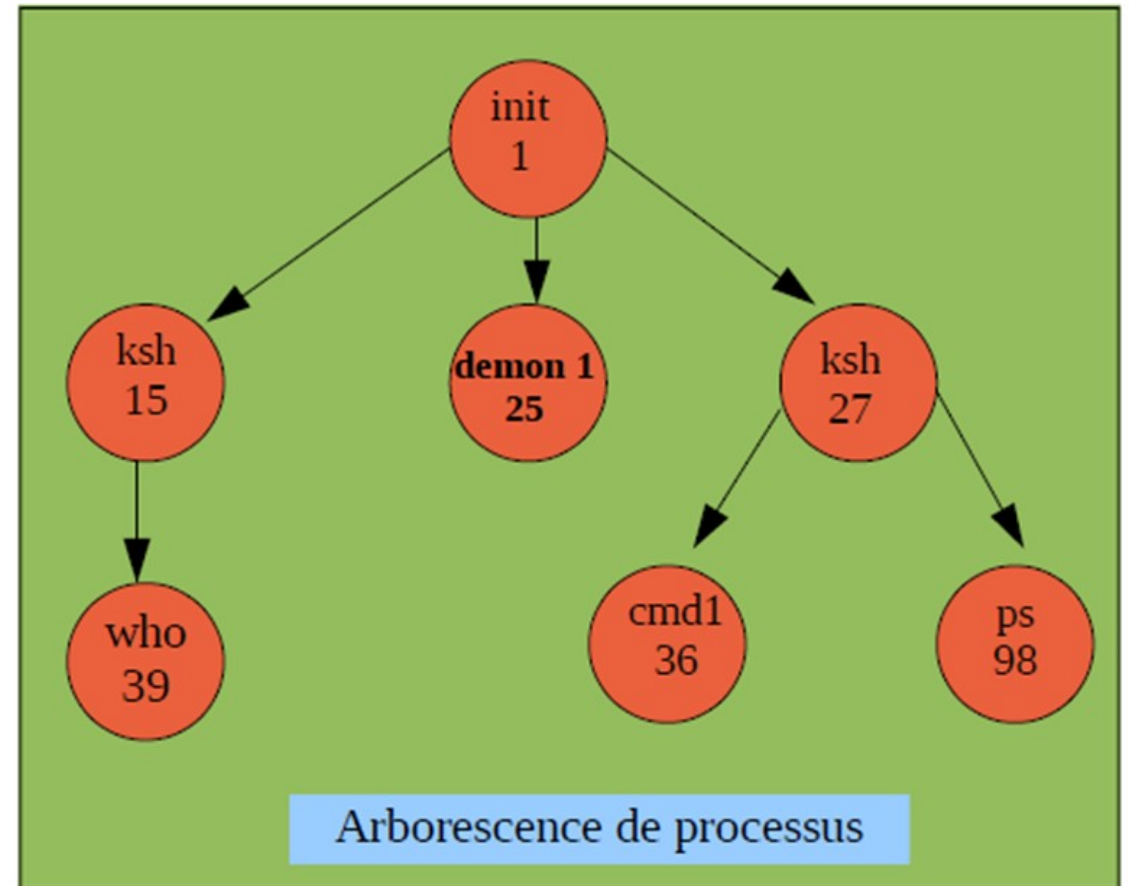 init
1
ksh
15
demon 1
25
ksh
27
who
39
cmd1
36
ps
98
Arborescence de processus